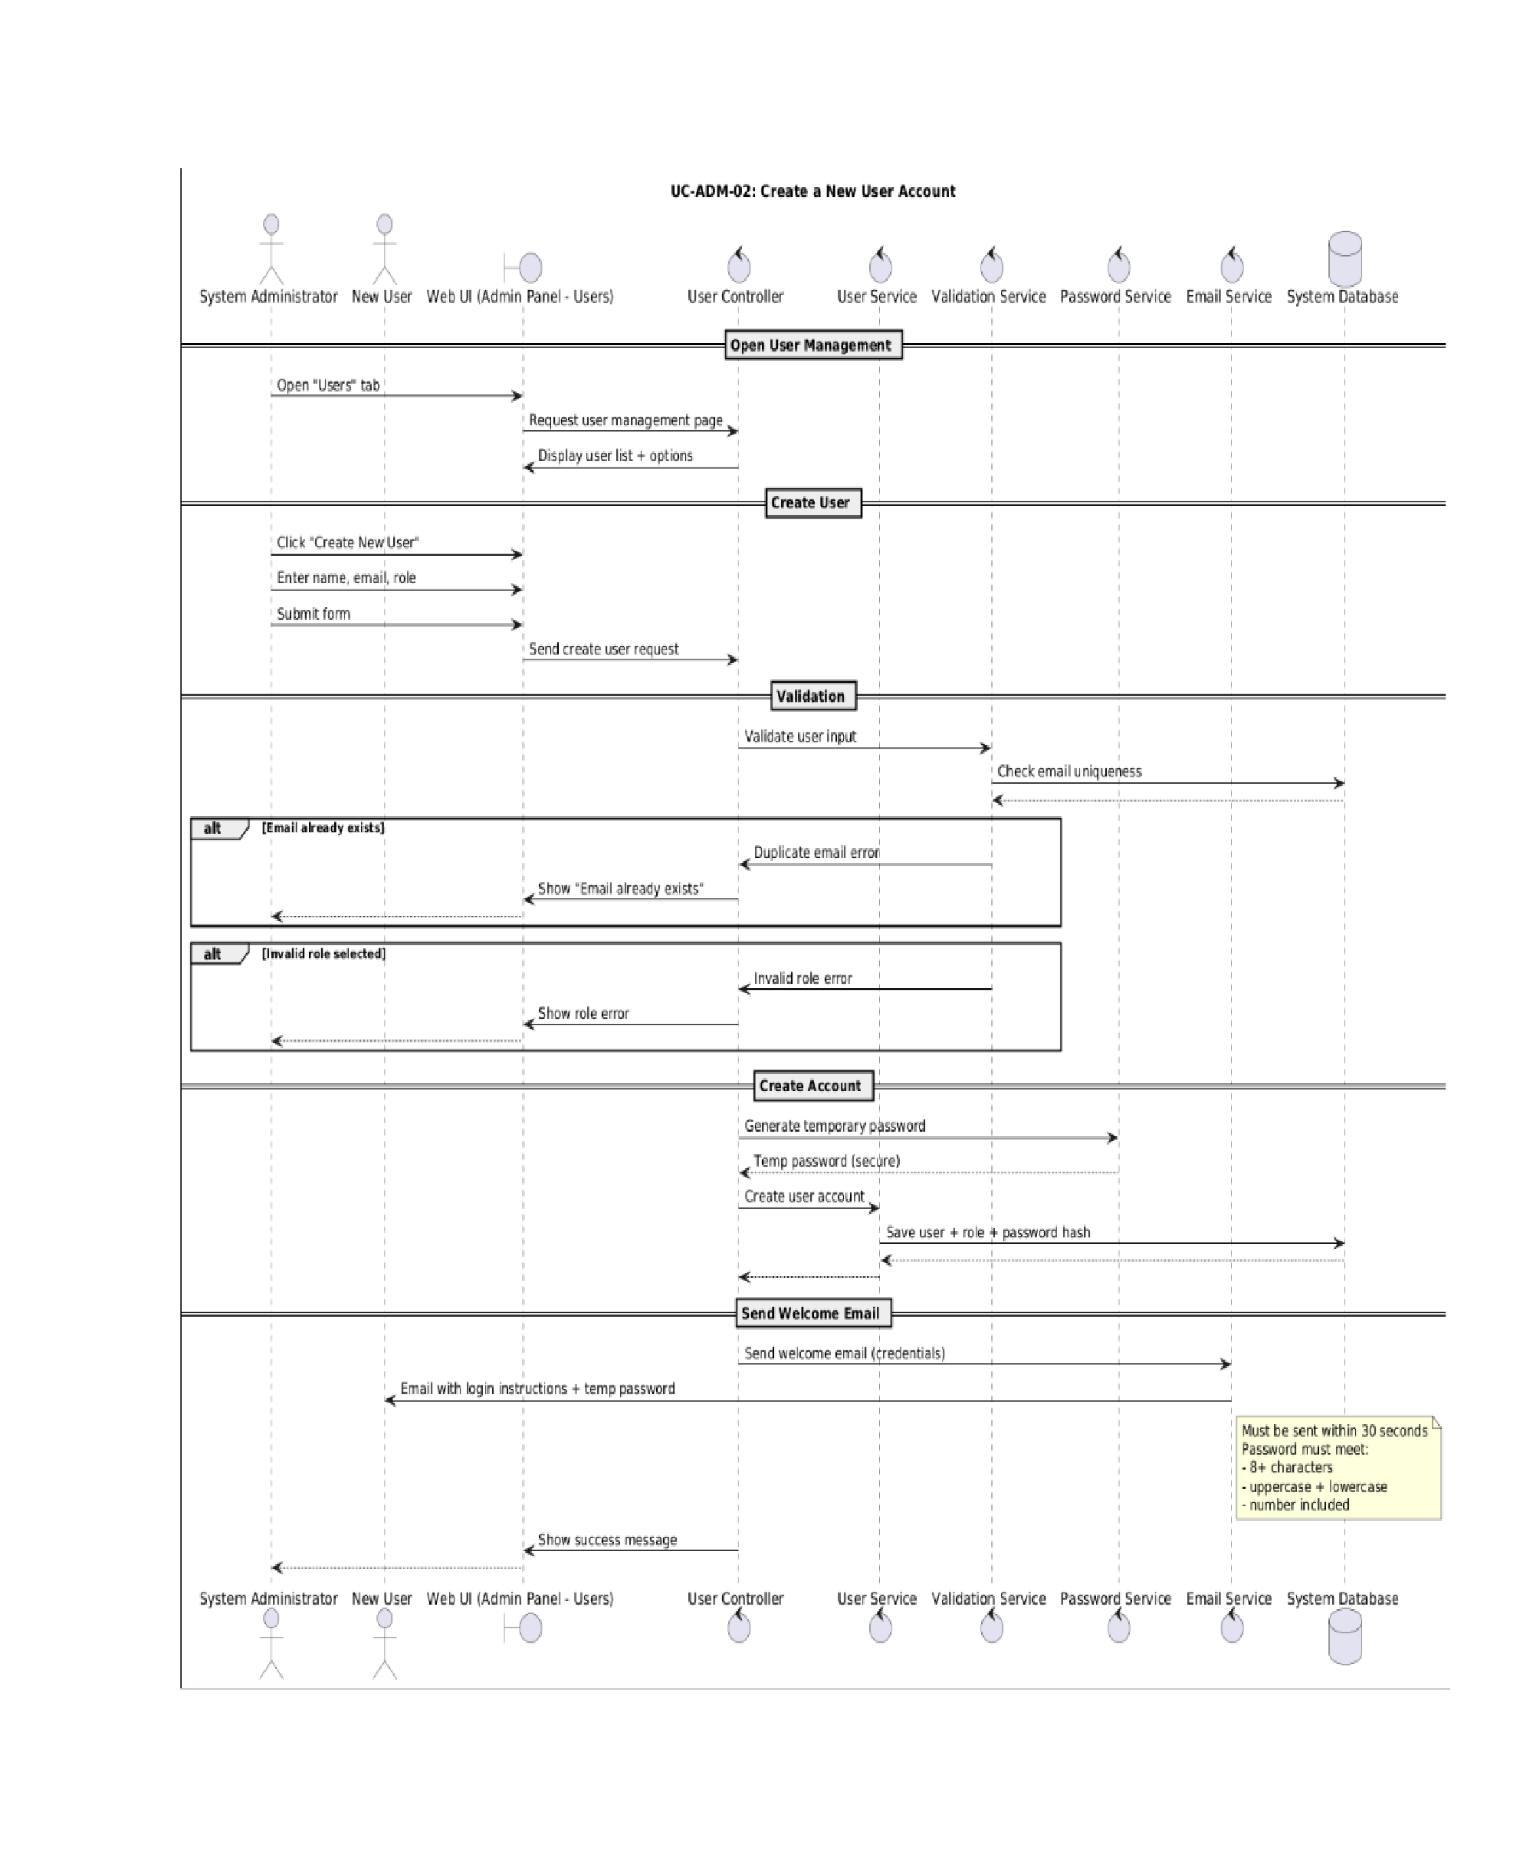 UC-ADM-02: Create a New User Account
System Administrator New User Web UI (Admin Panel - Users) User Controller User Service Validation Service Password Service Email Service System Database
Open User Management
Open "Users" tab
Request user management page
Display user list + options
Create User
Click "Create New User"
Enter name, email, role
Submit form
Send create user request
Validation
Validate user input
Check email uniqueness
alt [Email already exists]
Duplicate email error
Show "Email already exists"
alt [Invalid role selected]
Invalid role error
Show role error
Create Account
Generate temporary password
Temp password (secure)
Create user account
Save user + role + password hash
Send Welcome Email
Send welcome email (credentials)
Email with login instructions + temp password
Must be sent within 30 seconds
Password must meet:
- 8+ characters
- uppercase + lowercase
- number included
Show success message
System Administrator New User Web UI (Admin Panel - Users) User Controller User Service Validation Service Password Service Email Service System Database